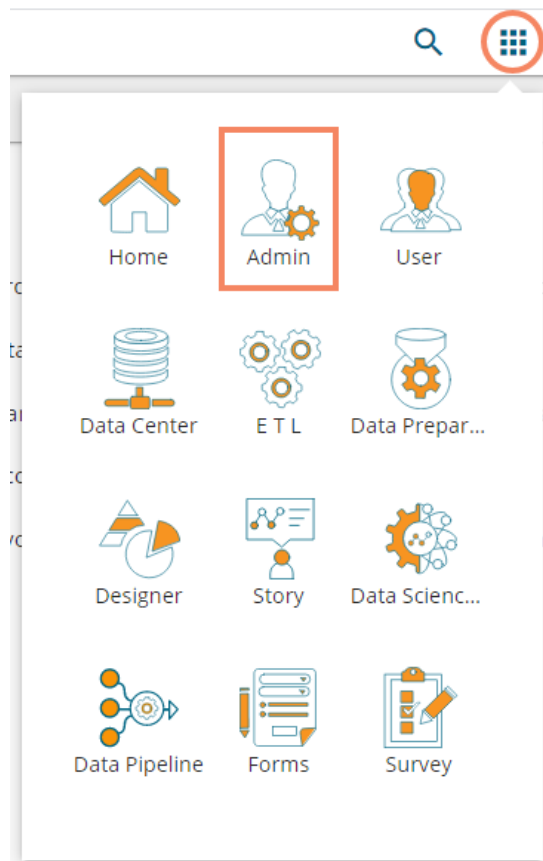 Home
Admin
User
Data Center
E T L
Data Prepar...
Designer
Story
Data Scienc...
Data Pipeline
Forms
Survey